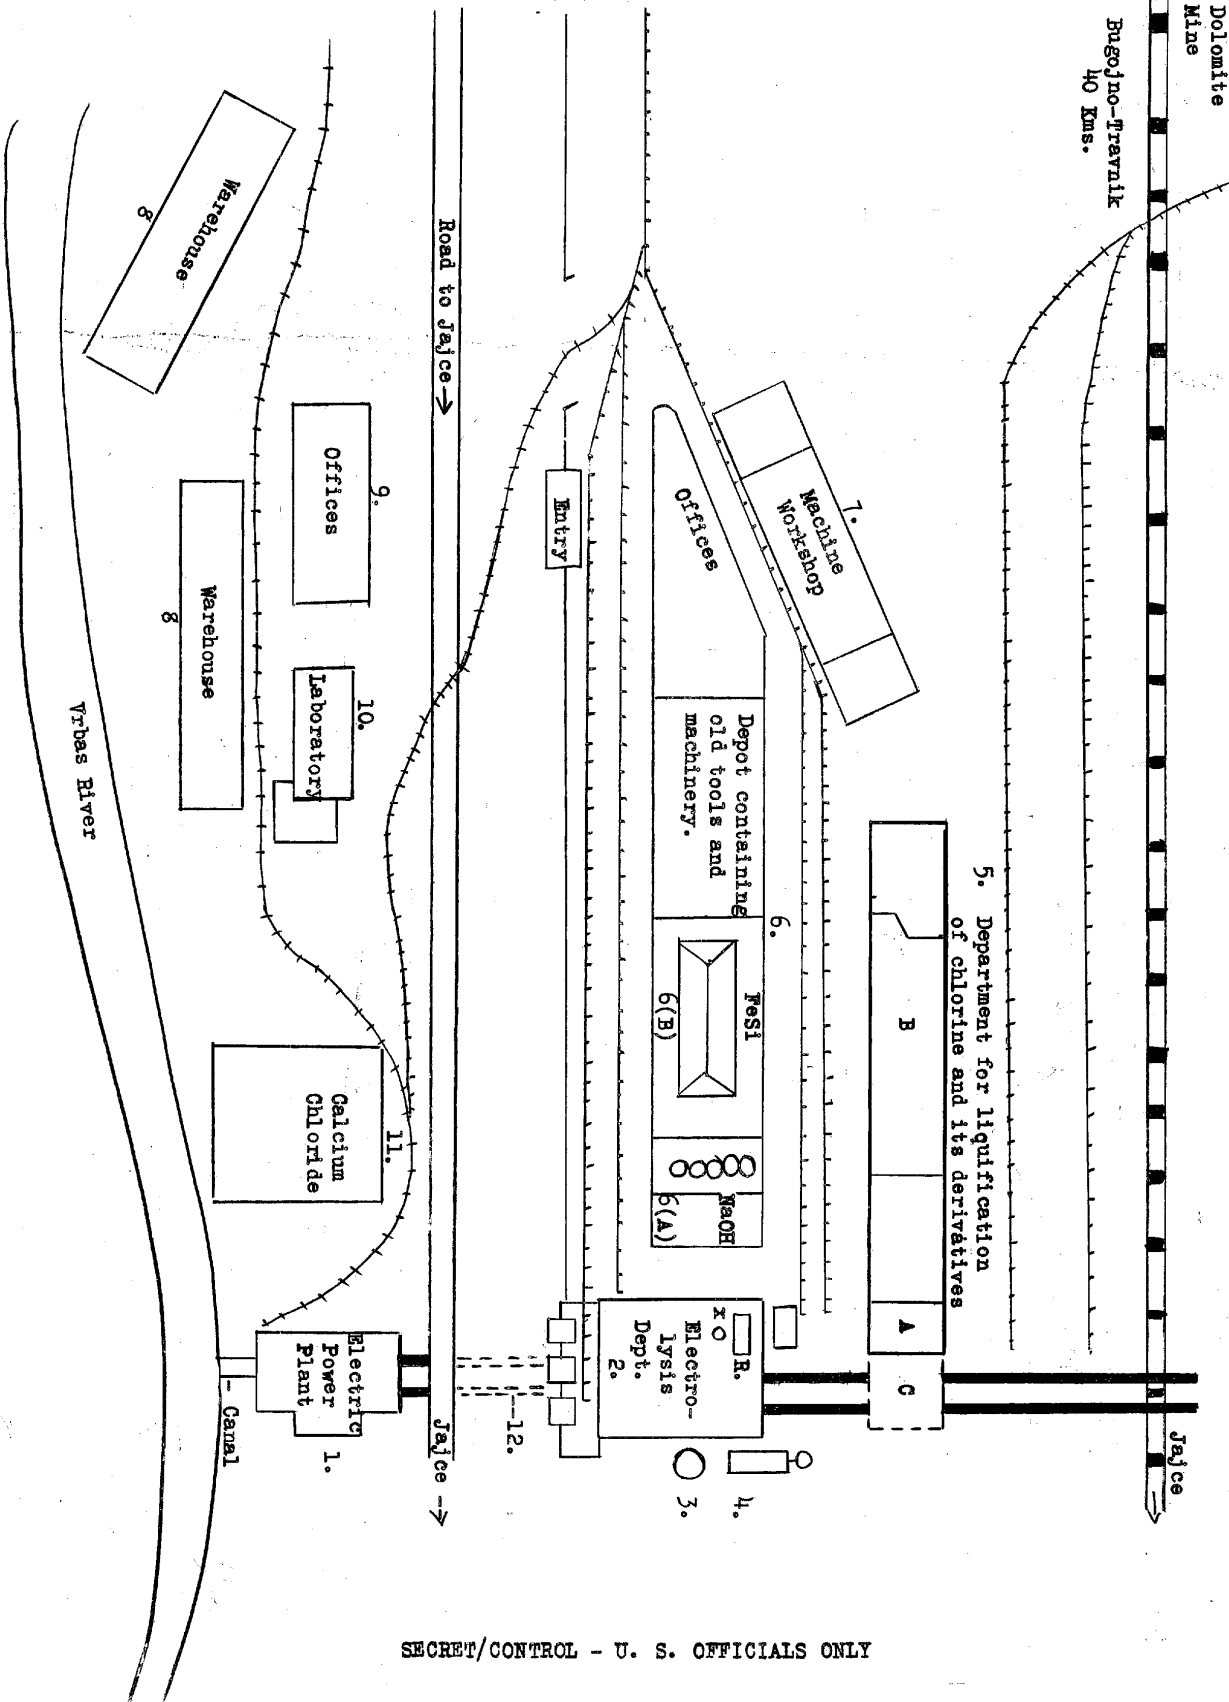 Dolomite
Mine
Bugojno-Travnik
40 Kms.
Jajce
5. Department for liquification
of chlorine and its derivatives
B
A
C
7.
Machine
Workshop
Offices
Depot containing
old tools and
machinery.
6.
FeSi
6(B)
NaOH
6(A)
R.
x
Electro-
lysis
Dept.
2.
4.
3.
Entry
12.
Road to Jajce
Jajce
9.
Offices
10.
Laboratory
11.
Calcium
Chloride
Electric
Power
Plant
1.
Canal
Warehouse
8
Warehouse
8
Vrbas River
SECRET/CONTROL - U. S. OFFICIALS ONLY